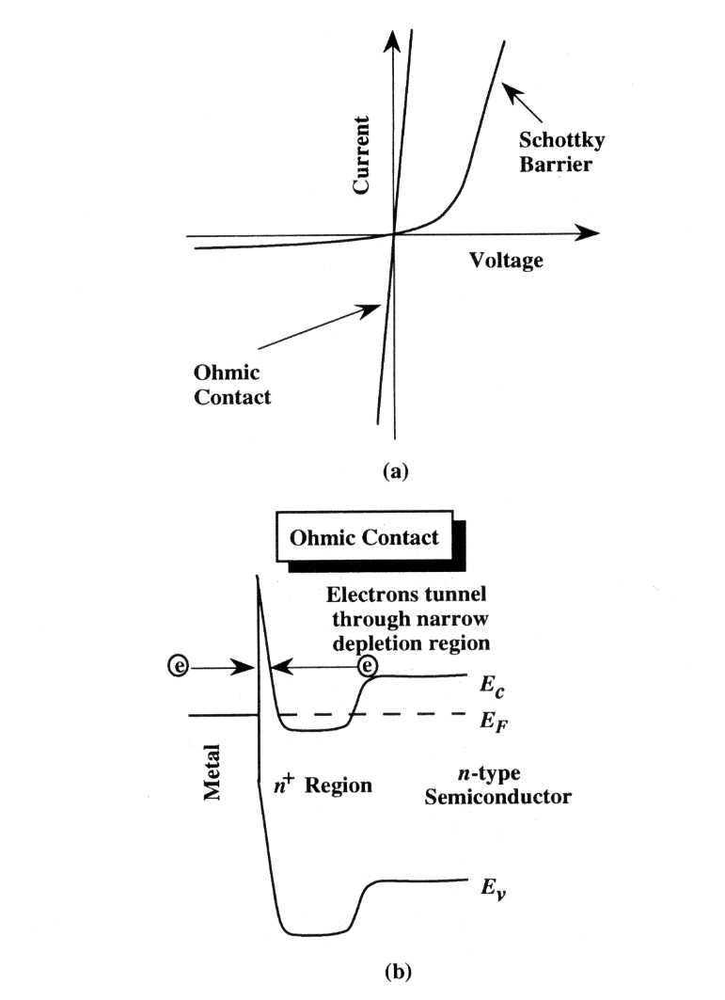 Current
Schottky
Barrier
Voltage
Ohmic
Contact
(a)
Ohmic Contact
Electrons tunnel
through narrow
depletion region
e
e
E_c
E_F
Metal
n⁺ Region
n-type
Semiconductor
E_v
(b)